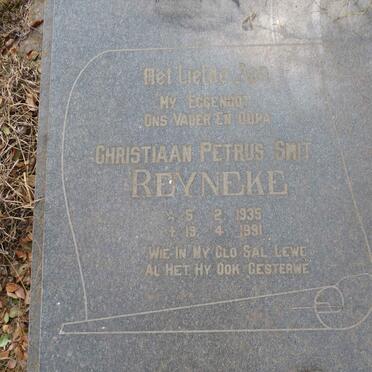 Met Liefde Aan
My Eggenoot
Ons Vader En Oupa
Christiaan Petrus Smit
REYNEKE
* 5 2 1935
† 19 4 1991
Wie In My Glo Sal Lewe
Al Het Hy Ook Gesterwe